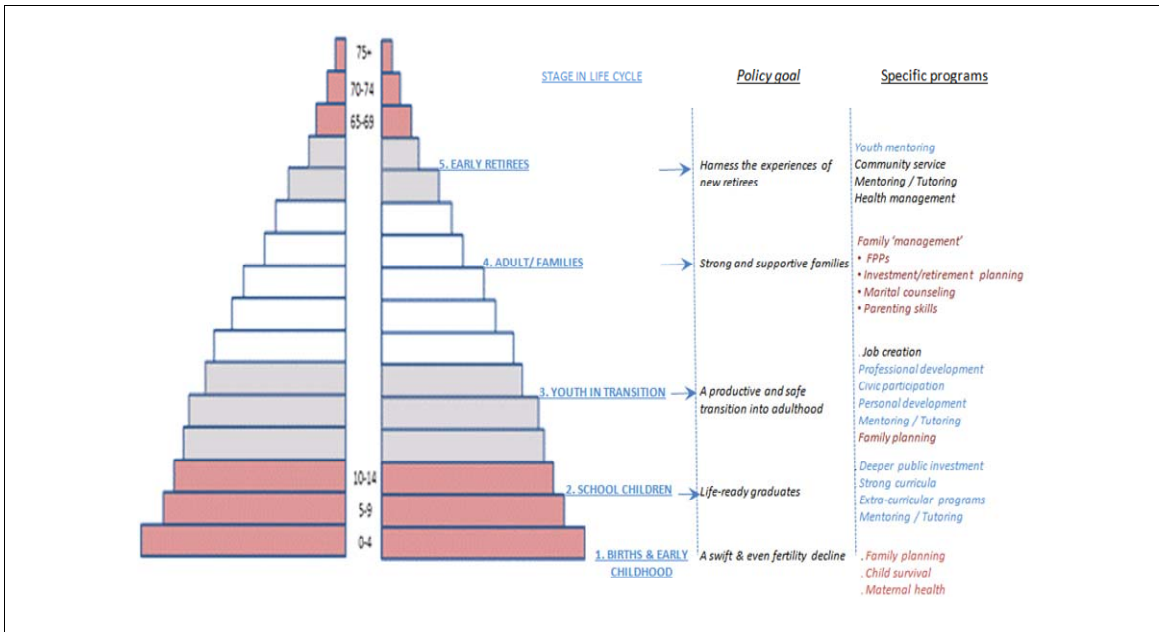 STAGE IN LIFE CYCLE
Policy goal
Specific programs
75+
70-74
65-69
5. EARLY RETIREES
Harness the experiences of
new retirees
Youth mentoring
Community service
Mentoring / Tutoring
Health management
4. ADULT/ FAMILIES
Strong and supportive families
Family 'management'
• FPPs
• Investment/retirement planning
• Marital counseling
• Parenting skills
3. YOUTH IN TRANSITION
A productive and safe
transition into adulthood
. Job creation
Professional development
Civic participation
Personal development
Mentoring / Tutoring
Family planning
10-14
5-9
2. SCHOOL CHILDREN
Life-ready graduates
.Deeper public investment
Strong curricula
Extra-curricular programs
Mentoring / Tutoring
0-4
1. BIRTHS & EARLY
CHILDHOOD
A swift & even fertility decline
. Family planning
. Child survival
. Maternal health